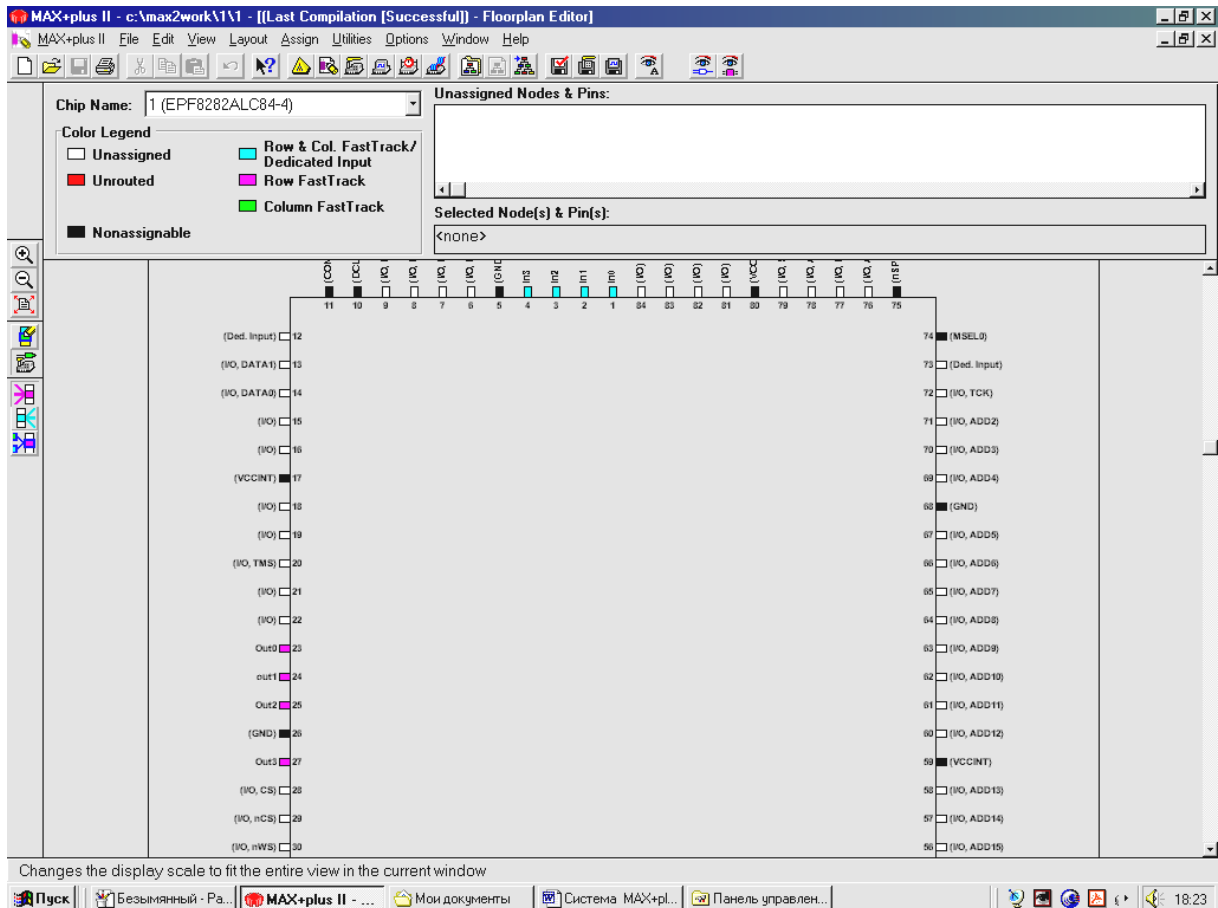 MAX+plus II - c:\max2work\1\1 - [(Last Compilation [Successful]) - Floorplan Editor]
MAX+plus II File Edit View Layout Assign Utilities Options Window Help
Chip Name: 1 (EPF8282ALC84-4)
Color Legend
Unassigned
Row & Col. FastTrack/
Dedicated Input
Unrouted
Row FastTrack
Column FastTrack
Nonassignable
Unassigned Nodes & Pins:
Selected Node(s) & Pin(s):
<none>
(CON (DCL (I/O, (I/O, (I/O, (I/O, (GND In3 In2 In1 In0 (I/O) (I/O) (I/O) (I/O) (VCC (I/O, (I/O, (I/O, (I/O, (nSP
11 10 9 8 7 6 5 4 3 2 1 84 83 82 81 80 79 78 77 76 75
(Ded. Input) 12 74 (MSEL0)
(I/O, DATA1) 13 73 (Ded. Input)
(I/O, DATA0) 14 72 (I/O, TCK)
(I/O) 15 71 (I/O, ADD2)
(I/O) 16 70 (I/O, ADD3)
(VCCINT) 17 69 (I/O, ADD4)
(I/O) 18 68 (GND)
(I/O) 19 67 (I/O, ADD5)
(I/O, TMS) 20 66 (I/O, ADD6)
(I/O) 21 65 (I/O, ADD7)
(I/O) 22 64 (I/O, ADD8)
Out0 23 63 (I/O, ADD9)
out1 24 62 (I/O, ADD10)
Out2 25 61 (I/O, ADD11)
(GND) 26 60 (I/O, ADD12)
Out3 27 59 (VCCINT)
(I/O, CS) 28 58 (I/O, ADD13)
(I/O, nCS) 29 57 (I/O, ADD14)
(I/O, nWS) 30 56 (I/O, ADD15)
Changes the display scale to fit the entire view in the current window
Пуск Безымянный - Ра... MAX+plus II - ... Мои документы Система MAX+pl... Панель управлен... 18:23